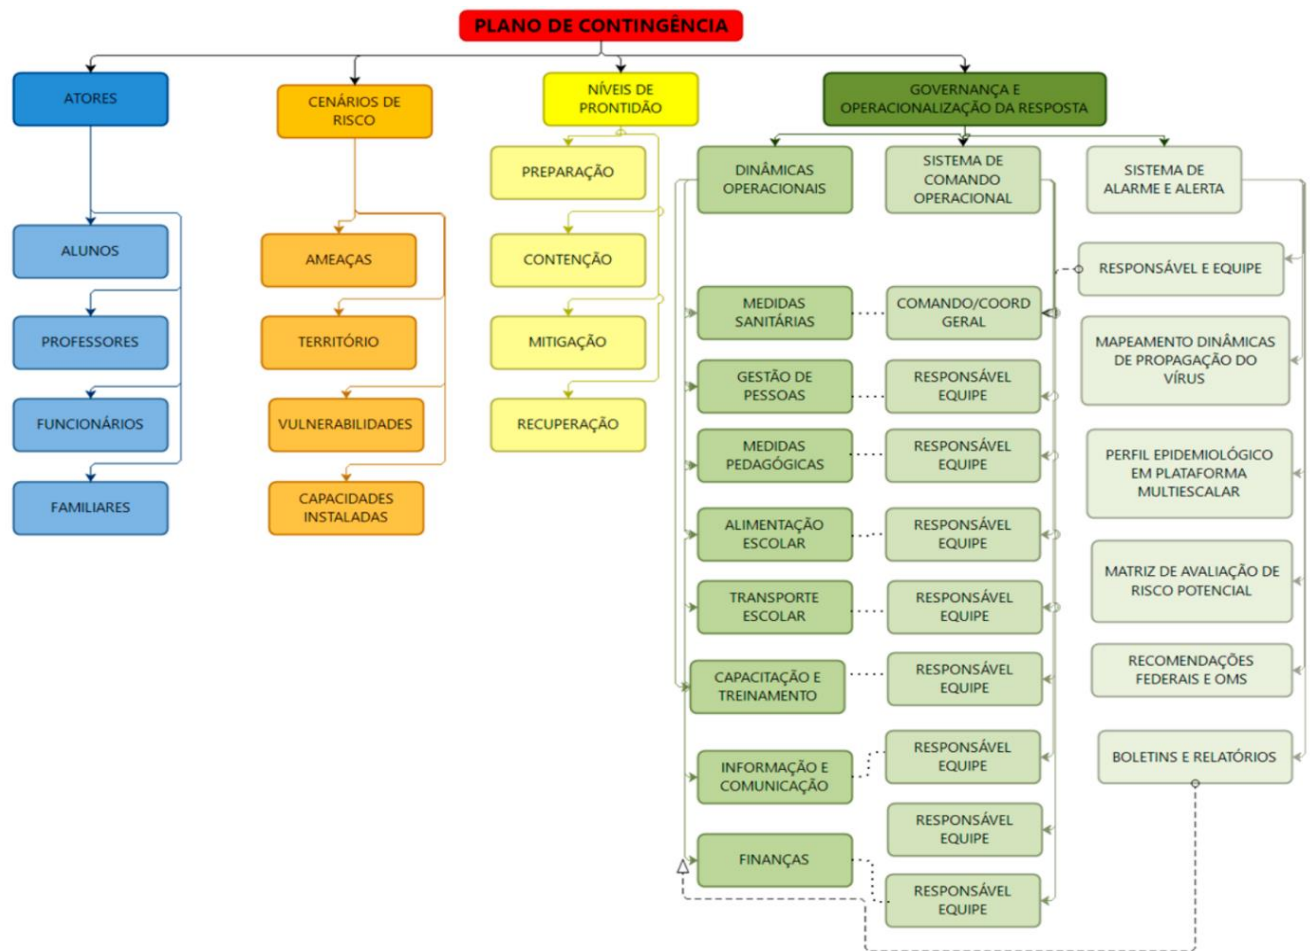 PLANO DE CONTINGÊNCIA
ATORES
ALUNOS
PROFESSORES
FUNCIONÁRIOS
FAMILIARES
CENÁRIOS DE
RISCO
AMEAÇAS
TERRITÓRIO
VULNERABILIDADES
CAPACIDADES
INSTALADAS
NÍVEIS DE
PRONTIDÃO
PREPARAÇÃO
CONTENÇÃO
MITIGAÇÃO
RECUPERAÇÃO
GOVERNANÇA E
OPERACIONALIZAÇÃO DA RESPOSTA
DINÂMICAS
OPERACIONAIS
MEDIDAS
SANITÁRIAS
GESTÃO DE
PESSOAS
MEDIDAS
PEDAGÓGICAS
ALIMENTAÇÃO
ESCOLAR
TRANSPORTE
ESCOLAR
CAPACITAÇÃO E
TREINAMENTO
INFORMAÇÃO E
COMUNICAÇÃO
FINANÇAS
SISTEMA DE
COMANDO
OPERACIONAL
COMANDO/COORD
GERAL
RESPONSÁVEL
EQUIPE
RESPONSÁVEL
EQUIPE
RESPONSÁVEL
EQUIPE
RESPONSÁVEL
EQUIPE
RESPONSÁVEL
EQUIPE
RESPONSÁVEL
EQUIPE
RESPONSÁVEL
EQUIPE
RESPONSÁVEL
EQUIPE
SISTEMA DE
ALARME E ALERTA
RESPONSÁVEL E EQUIPE
MAPEAMENTO DINÂMICAS
DE PROPAGAÇÃO DO
VÍRUS
PERFIL EPIDEMIOLÓGICO
EM PLATAFORMA
MULTIESCALAR
MATRIZ DE AVALIAÇÃO DE
RISCO POTENCIAL
RECOMENDAÇÕES
FEDERAIS E OMS
BOLETINS E RELATÓRIOS